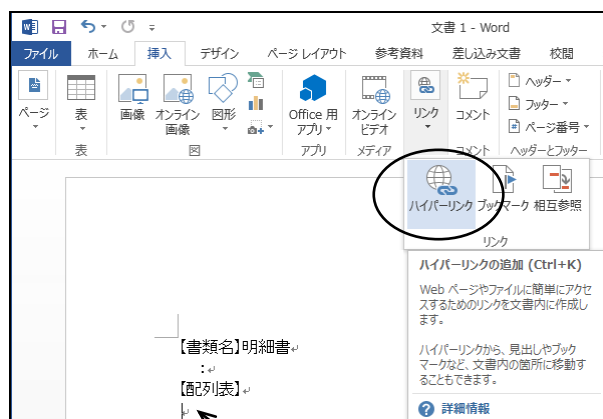 文書 1 - Word
ファイル ホーム 挿入 デザイン ページ レイアウト 参考資料 差し込み文書 校閲
ページ
表
画像
オンライン
画像
図形
Office 用
アプリ
オンライン
ビデオ
リンク
コメント
ヘッダー
フッター
ページ番号
表 図 アプリ メディア コメント ヘッダーとフッター
ハイパーリンク ブックマーク 相互参照
リンク
ハイパーリンクの追加 (Ctrl+K)
Web ページやファイルに簡単にアクセ
スするためのリンクを文書内に作成し
ます。
ハイパーリンクから、見出しやブック
マークなど、文書内の箇所に移動す
ることもできます。
詳細情報
【書類名】明細書
:
【配列表】